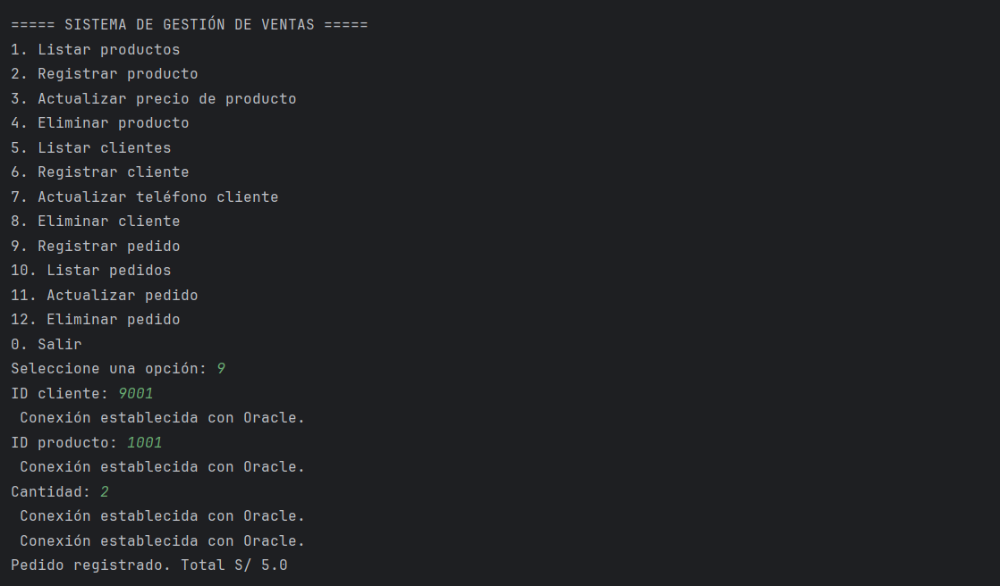 ===== SISTEMA DE GESTIÓN DE VENTAS =====
1. Listar productos
2. Registrar producto
3. Actualizar precio de producto
4. Eliminar producto
5. Listar clientes
6. Registrar cliente
7. Actualizar teléfono cliente
8. Eliminar cliente
9. Registrar pedido
10. Listar pedidos
11. Actualizar pedido
12. Eliminar pedido
0. Salir
Seleccione una opción: 9
ID cliente: 9001
 Conexión establecida con Oracle.
ID producto: 1001
 Conexión establecida con Oracle.
Cantidad: 2
 Conexión establecida con Oracle.
 Conexión establecida con Oracle.
Pedido registrado. Total S/ 5.0